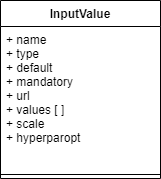 InputValue
+ name
+ type
+ default
+ mandatory
+ url
+ values [ ]
+ scale
+ hyperparopt